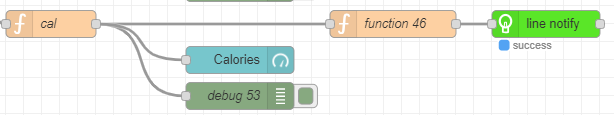 cal
function 46
line notify
success
Calories
debug 53